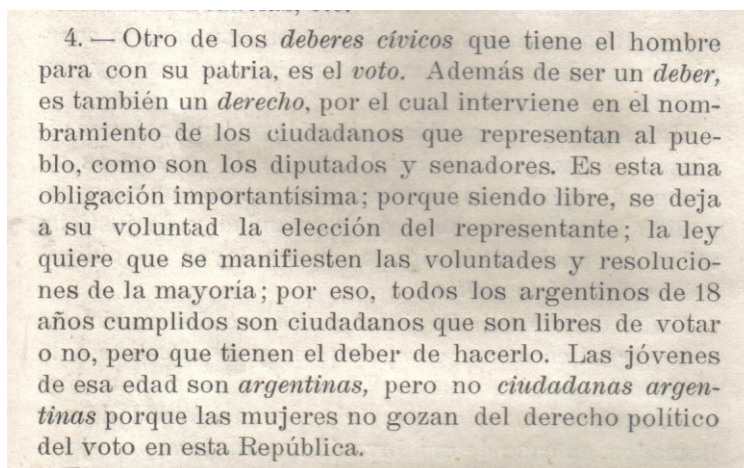 4. — Otro de los deberes cívicos que tiene el hombre
para con su patria, es el voto. Además de ser un deber,
es también un derecho, por el cual interviene en el nom-
bramiento de los ciudadanos que representan al pue-
blo, como son los diputados y senadores. Es esta una
obligación importantísima; porque siendo libre, se deja
a su voluntad la elección del representante; la ley
quiere que se manifiesten las voluntades y resolucio-
nes de la mayoría; por eso, todos los argentinos de 18
años cumplidos son ciudadanos que son libres de votar
o no, pero que tienen el deber de hacerlo. Las jóvenes
de esa edad son argentinas, pero no ciudadanas argen-
tinas porque las mujeres no gozan del derecho político
del voto en esta República.